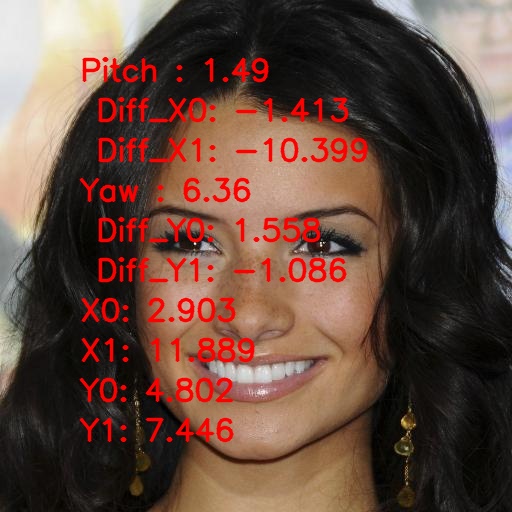 Pitch : 1.49
Diff_X0: -1.413
Diff_X1: -10.399
Yaw : 6.36
Diff_Y0: 1.558
Diff_Y1: -1.086
X0: 2.903
X1: 11.889
Y0: 4.802
Y1: 7.446